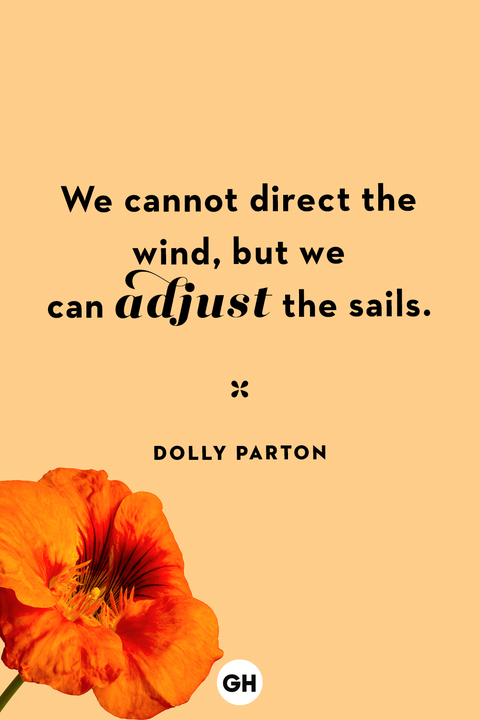 We cannot direct the
wind, but we
can adjust the sails.
DOLLY PARTON
GH